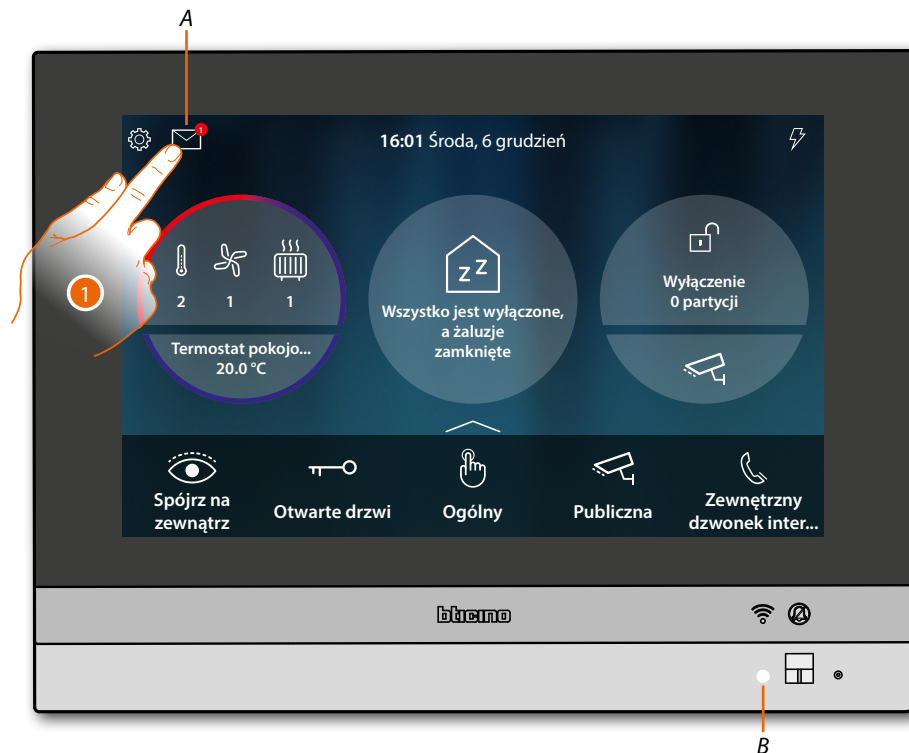 A
1
16:01 Środa, 6 grudzień
1
2 1 1
Termostat pokojo...
20.0 °C
zZ
Wszystko jest wyłączone,
a żaluzje
zamknięte
Wyłączenie
0 partycji
Spójrz na
zewnątrz
Otwarte drzwi
Ogólny
Publiczna
Zewnętrzny
dzwonek inter...
bticino
B